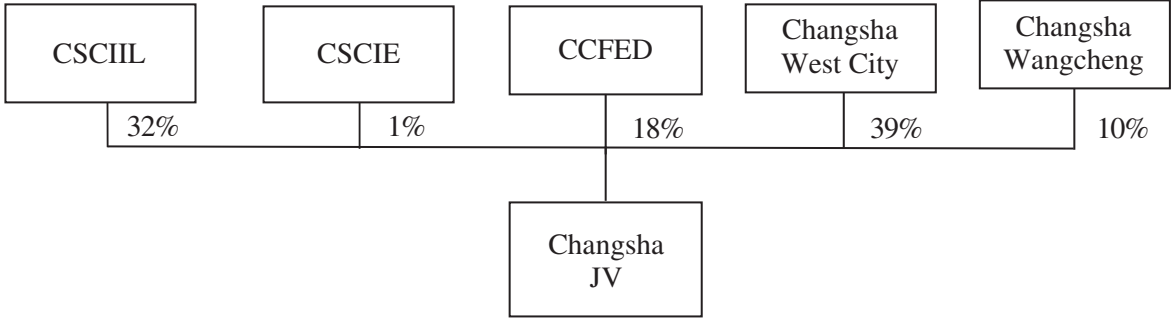 CSCIIL
CSCIE
CCFED
Changsha
West City
Changsha
Wangcheng
32%
1%
18%
39%
10%
Changsha
JV